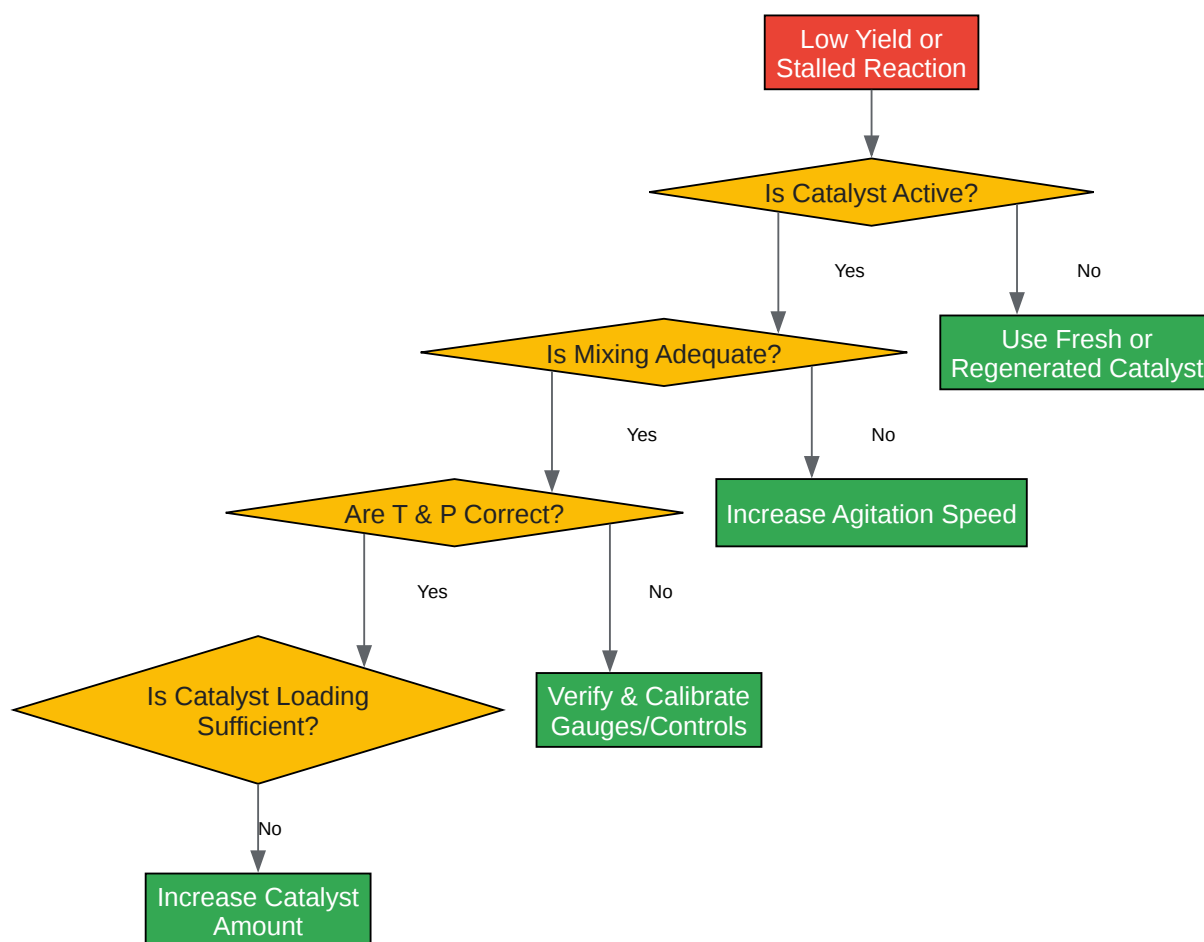 Low Yield or
Stalled Reaction
Is Catalyst Active?
Yes
No
Use Fresh or
Regenerated Catalyst
Is Mixing Adequate?
Yes
No
Increase Agitation Speed
Are T & P Correct?
Yes
No
Verify & Calibrate
Gauges/Controls
Is Catalyst Loading
Sufficient?
No
Increase Catalyst
Amount